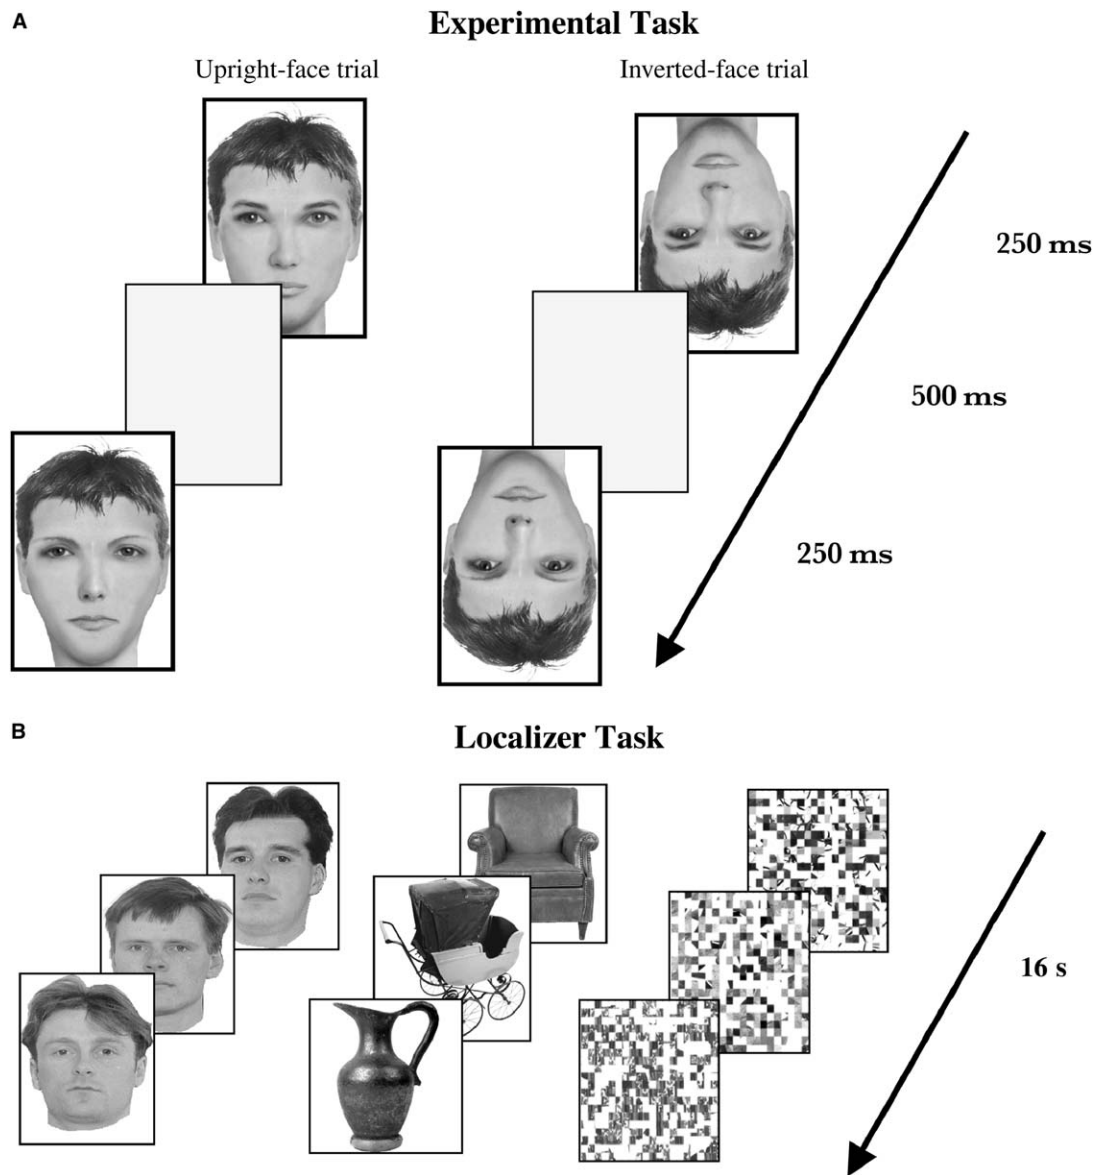 A
Experimental Task
Upright-face trial
Inverted-face trial
250 ms
500 ms
250 ms
B
Localizer Task
16 s